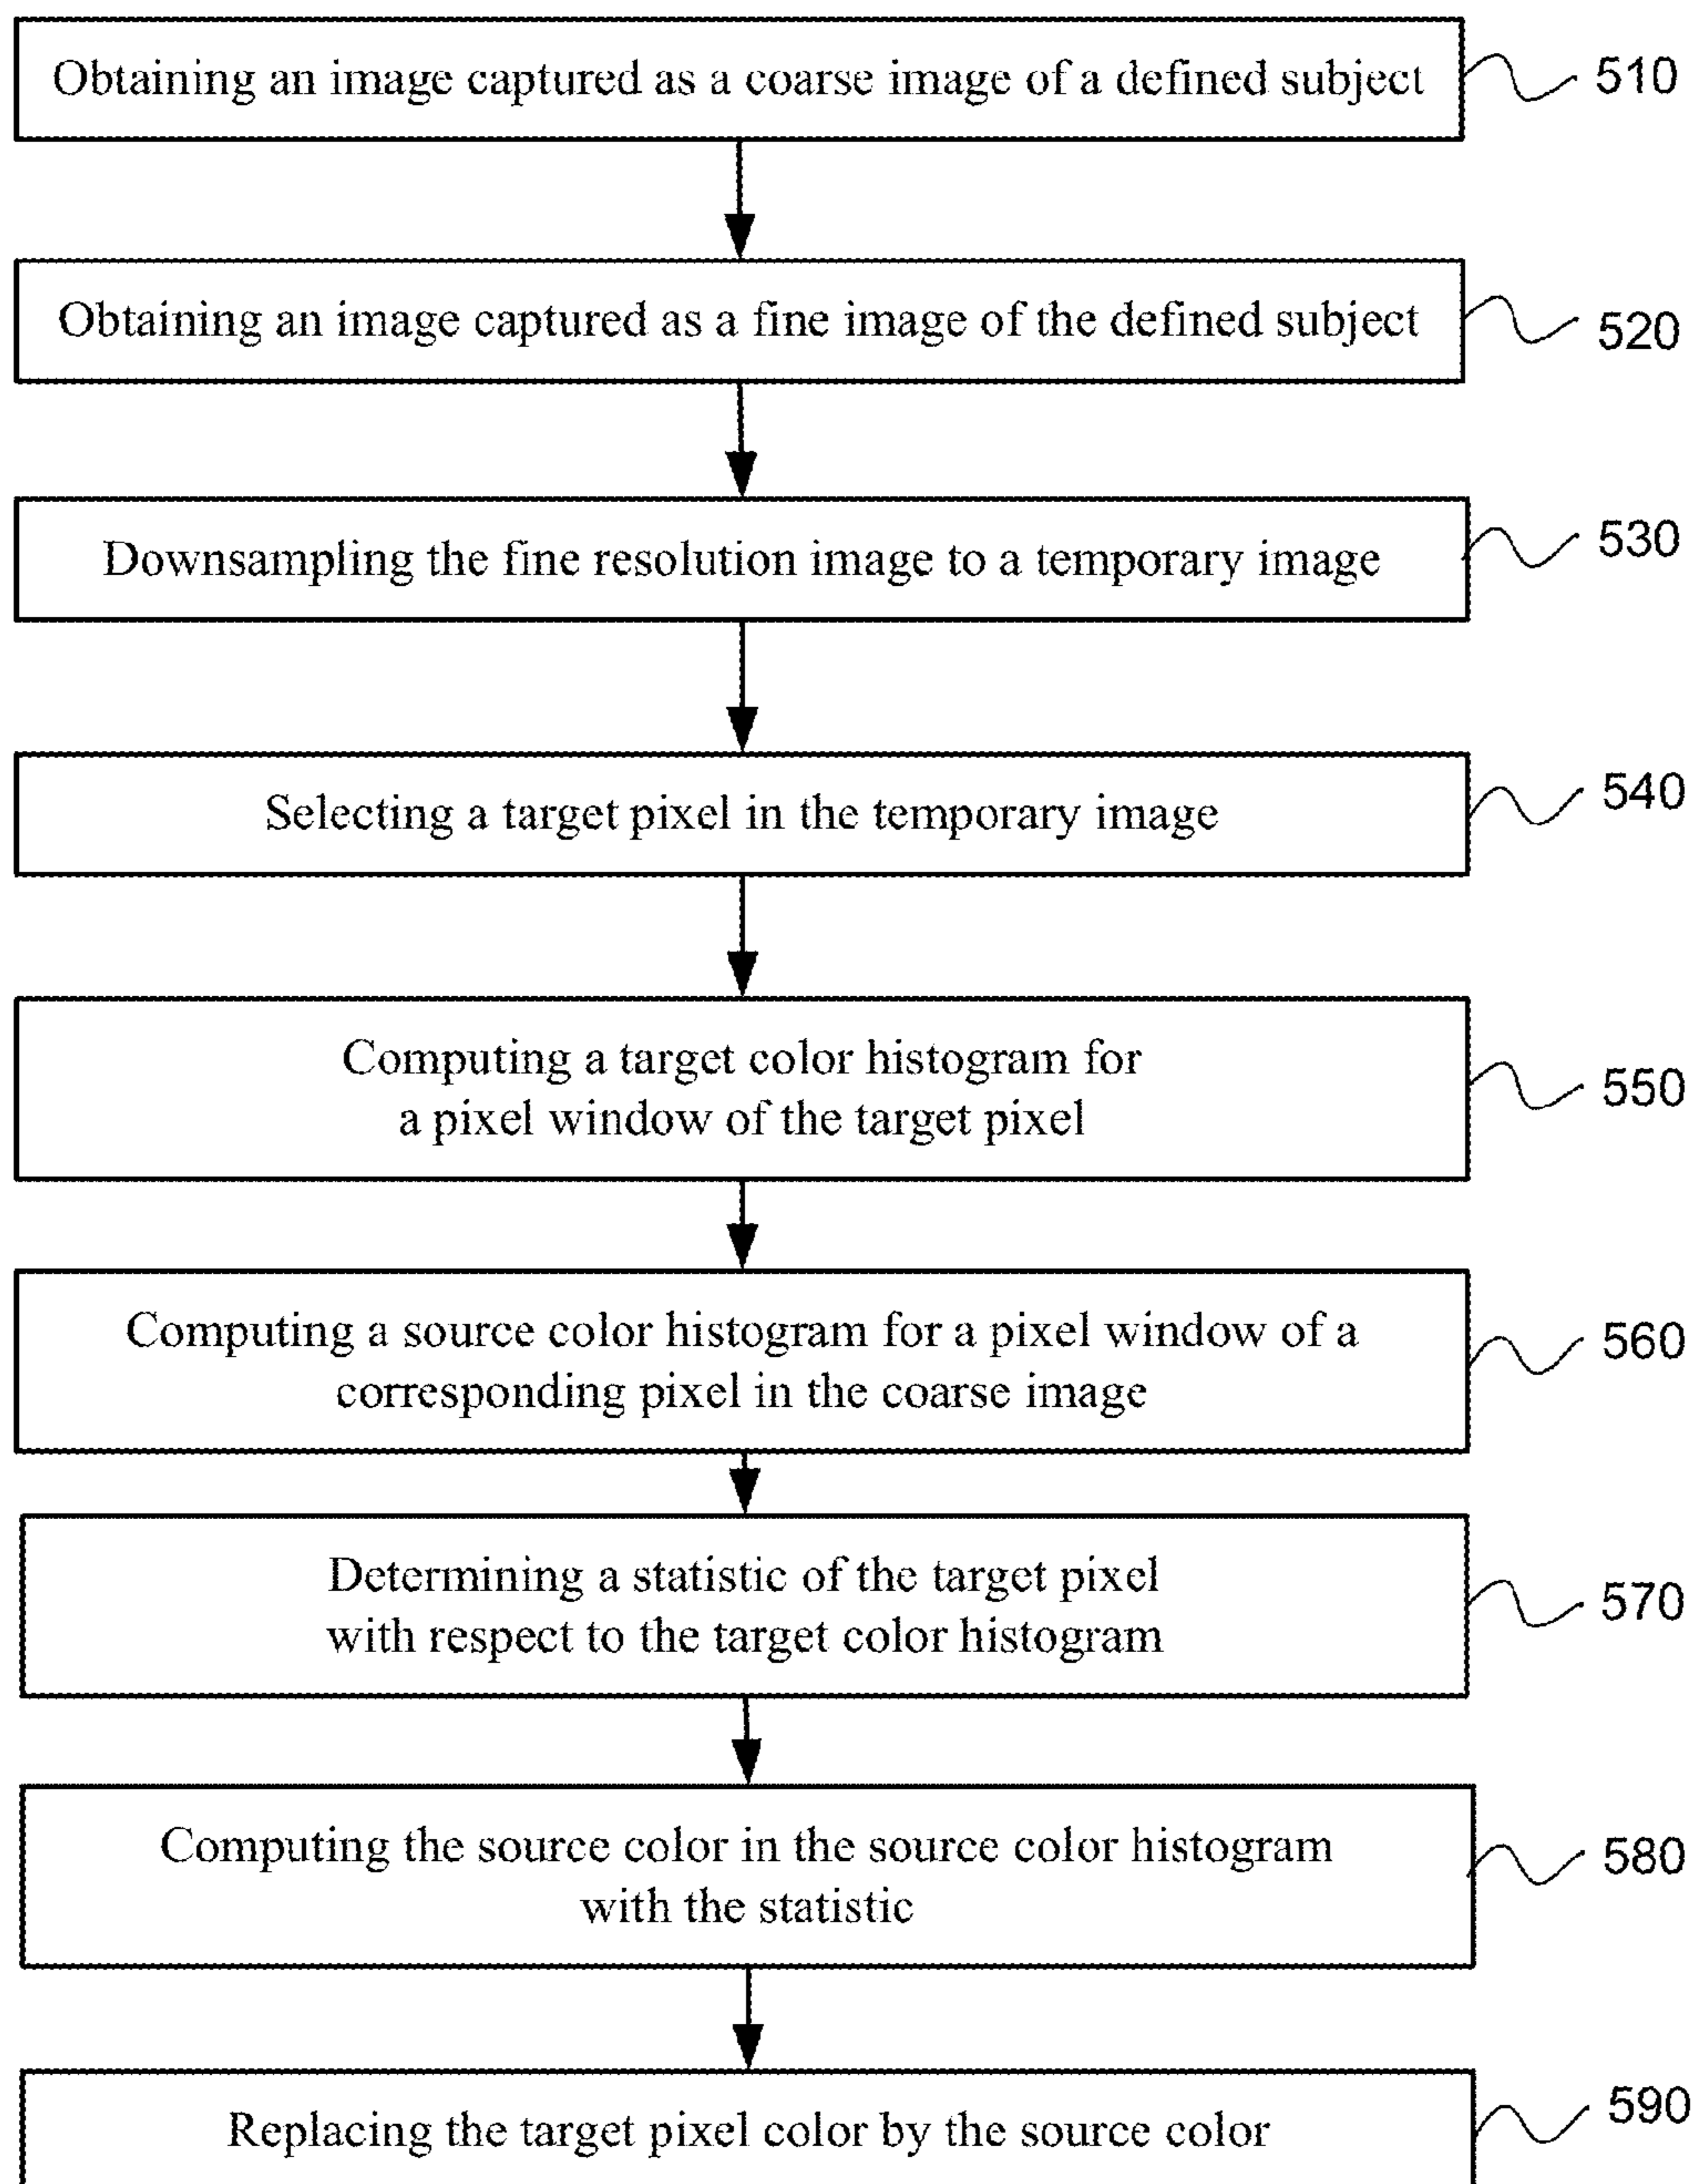 Obtaining an image captured as a coarse image of a defined subject
510
Obtaining an image captured as a fine image of the defined subject
520
Downsampling the fine resolution image to a temporary image
530
Selecting a target pixel in the temporary image
540
Computing a target color histogram for
a pixel window of the target pixel
550
Computing a source color histogram for a pixel window of a
corresponding pixel in the coarse image
560
Determining a statistic of the target pixel
with respect to the target color histogram
570
Computing the source color in the source color histogram
with the statistic
580
Replacing the target pixel color by the source color
590